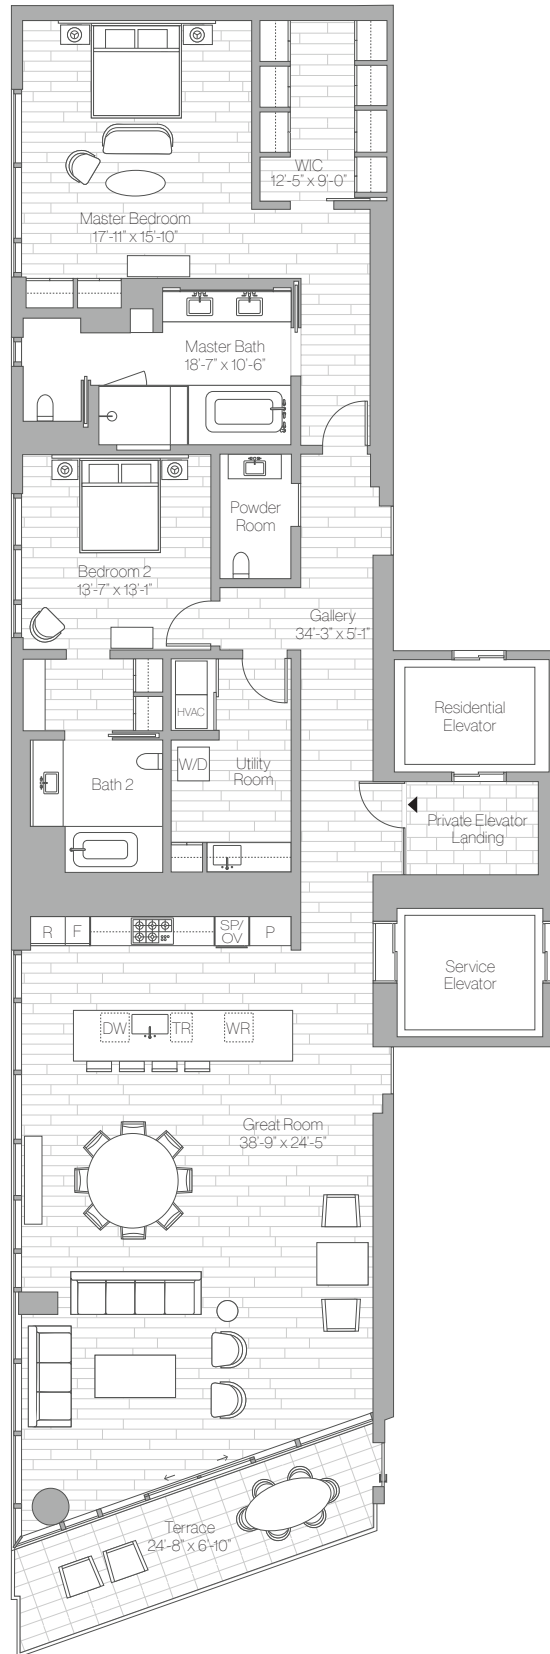 WIC
12'-5" x 9'-0"
Master Bedroom
17'-11" x 15'-10"
Master Bath
18'-7" x 10'-6"
Powder
Room
Bedroom 2
13'-7" x 13'-1"
Gallery
34'-3" x 5'-1"
Residential
Elevator
HVAC
W/D
Utility
Room
Bath 2
Private Elevator
Landing
R
F
SP/
OV
P
Service
Elevator
DW
TR
WR
Great Room
38'-9" x 24'-5"
Terrace
24'-8" x 6'-10"